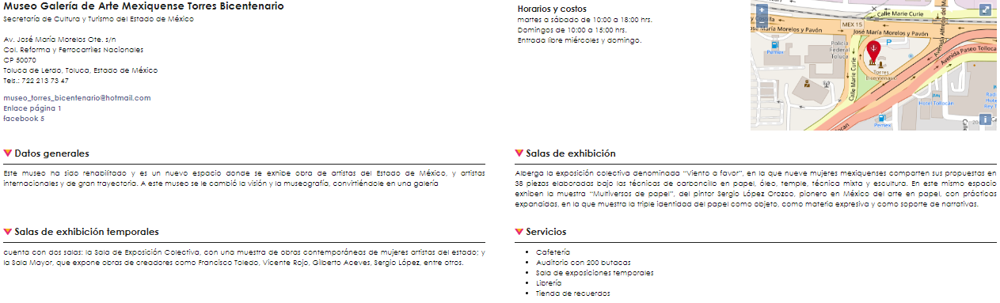 Museo Galería de Arte Mexiquense Torres Bicentenario
Secretaría de Cultura y Turismo del Estado de México
Av. José María Morelos Ote. s/n
Col. Reforma y Ferrocarriles Nacionales
CP 50070
Toluca de Lerdo, Toluca, Estado de México
Tels.: 722 213 73 47
museo_torres_bicentenario@hotmail.com
Enlace página 1
facebook 5
Horarios y costos
martes a sábado de 10:00 a 18:00 hrs.
Domingos de 10:00 a 15:00 hrs.
Entrada libre miércoles y domingo.
+
Calle Marie Curie
MEX 15
José María Morelos y Pavón
José María Morelos y Pavón
Policía
Federal
Toluca
P
Pemex
Torres
Bicentenario
Calle Marie Curie
Avenida Paseo Tollocan
Hotel Tollocan
Pemex
Calle
i
Datos generales
Este museo ha sido rehabilitado y es un nuevo espacio donde se exhibe obra de artistas del Estado de México, y artistas
internacionales y de gran trayectoria. A este museo se le cambió la visión y la museografía, convirtiéndole en una galería
Salas de exhibición
Alberga la exposición colectiva denominada "Viento a favor", en la que nueve mujeres mexiquenses comparten sus propuestas en
38 piezas elaboradas bajo las técnicas de carboncillo en papel, óleo, temple, técnica mixta y escultura. En este mismo espacio
exhiben la muestra "Multiversos de papel", del pintor Sergio López Orozco, pionero en México del arte en papel, con prácticas
expandidas, en la que muestra la triple identidad del papel como objeto, como materia expresiva y como soporte de narrativas.
Salas de exhibición temporales
cuenta con dos salas: la Sala de Exposición Colectiva, con una muestra de obras contemporáneas de mujeres artistas del estado; y
la Sala Mayor, que expone obras de creadores como Francisco Toledo, Vicente Rojo, Gilberto Aceves, Sergio López, entre otros.
Servicios
Cafetería
Auditorio con 200 butacas
Sala de exposiciones temporales
Librería
Tienda de recuerdos